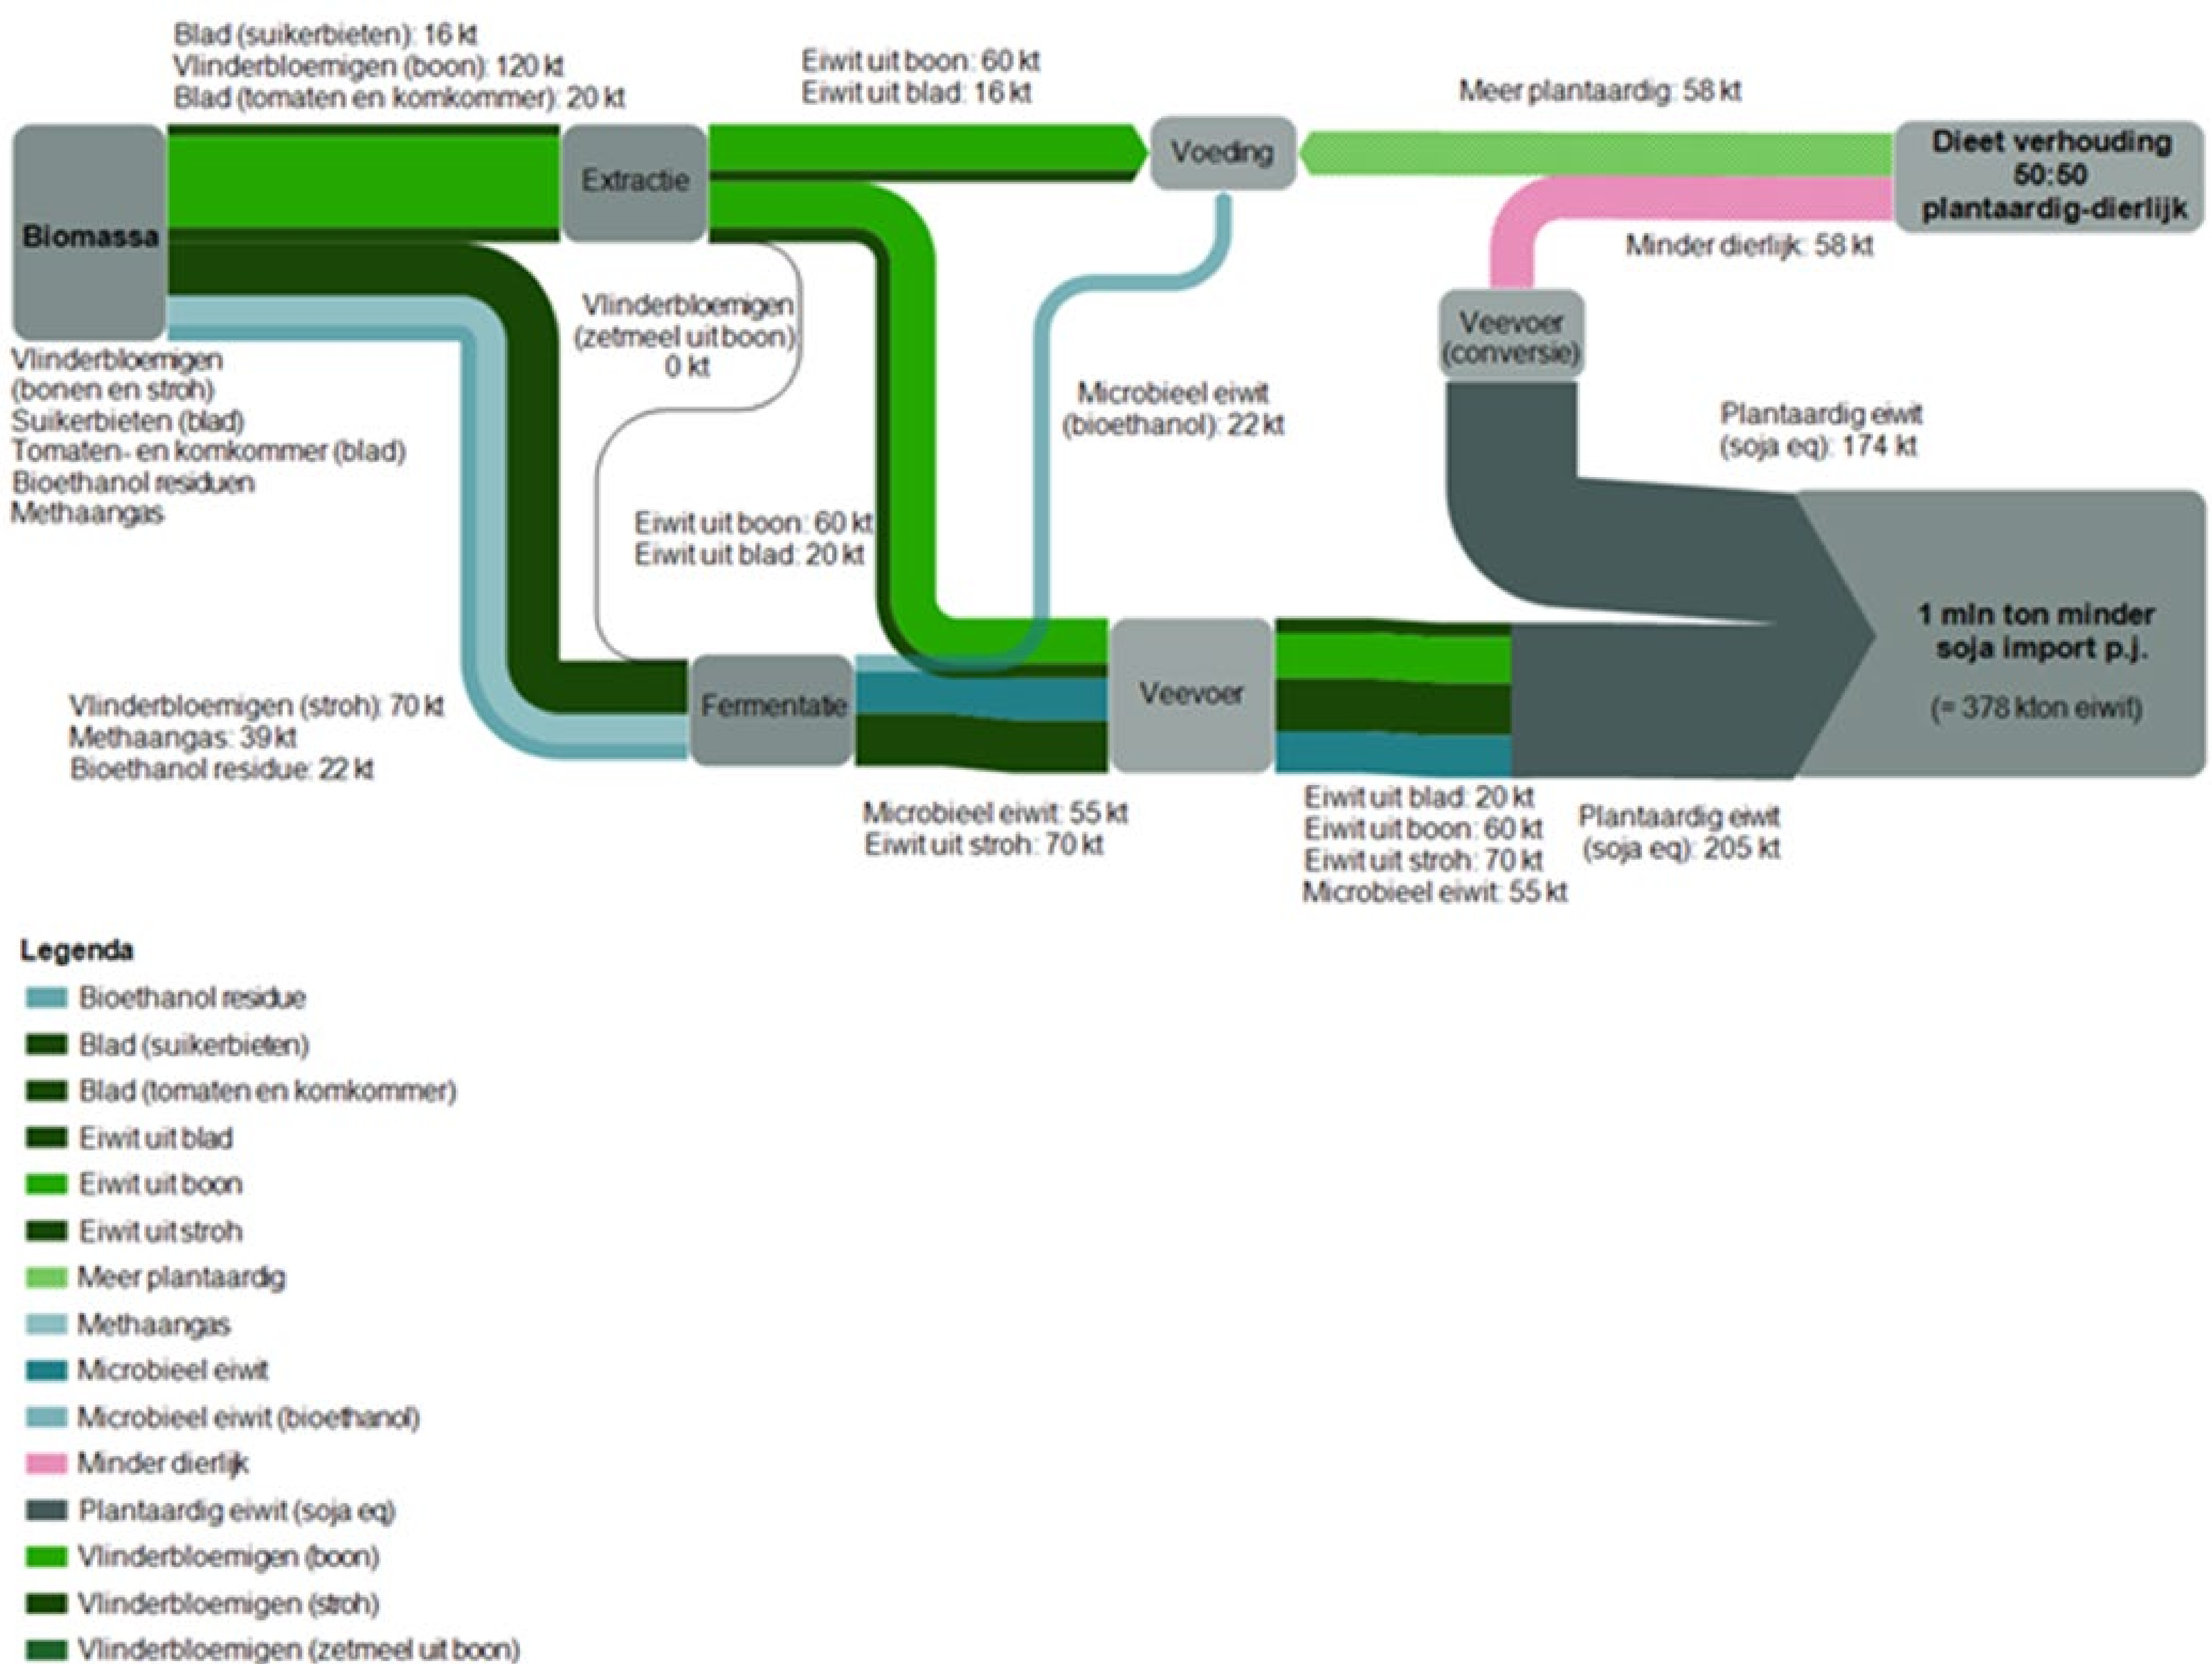 Blad (suikerbieten): 16 kt
Vlinderbloemigen (boon): 120 kt
Blad (tomaten en komkommer): 20 kt
Eiwit uit boon: 60 kt
Eiwit uit blad: 16 kt
Meer plantaardig: 58 kt
Biomassa
Extractie
Voeding
Dieet verhouding
50:50
plantaardig-dierlijk
Minder dierlijk: 58 kt
Vlinderbloemigen
(zetmeel uit boon)
0 kt
Veevoer
(conversie)
Vlinderbloemigen
(bonen en stroh)
Suikerbieten (blad)
Tomaten- en komkommer (blad)
Bioethanol residuen
Methaangas
Microbieel eiwit
(bioethanol): 22 kt
Plantaardig eiwit
(soja eq): 174 kt
Eiwit uit boon: 60 kt
Eiwit uit blad: 20 kt
1 mln ton minder
soja import p.j.
(= 378 kton eiwit)
Vlinderbloemigen (stroh): 70 kt
Methaangas: 39 kt
Bioethanol residue: 22 kt
Fermentatie
Veevoer
Microbieel eiwit: 55 kt
Eiwit uit stroh: 70 kt
Eiwit uit blad: 20 kt
Eiwit uit boon: 60 kt
Eiwit uit stroh: 70 kt
Microbieel eiwit: 55 kt
Plantaardig eiwit
(soja eq): 205 kt
Legenda
Bioethanol residue
Blad (suikerbieten)
Blad (tomaten en komkommer)
Eiwit uit blad
Eiwit uit boon
Eiwit uit stroh
Meer plantaardig
Methaangas
Microbieel eiwit
Microbieel eiwit (bioethanol)
Minder dierlijk
Plantaardig eiwit (soja eq)
Vlinderbloemigen (boon)
Vlinderbloemigen (stroh)
Vlinderbloemigen (zetmeel uit boon)